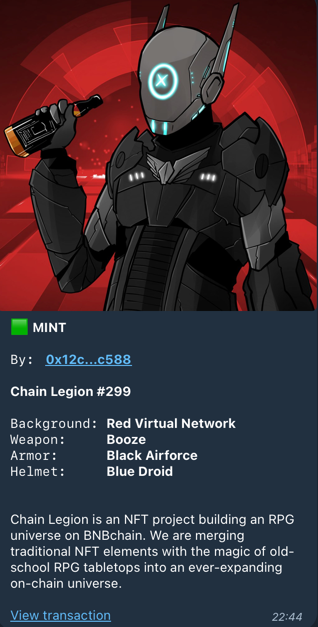 MINT
By: 0x12c...c588
Chain Legion #299
Background: Red Virtual Network
Weapon: Booze
Armor: Black Airforce
Helmet: Blue Droid
Chain Legion is an NFT project building an RPG
universe on BNBchain. We are merging
traditional NFT elements with the magic of old-
school RPG tabletops into an ever-expanding
on-chain universe.
View transaction 22:44